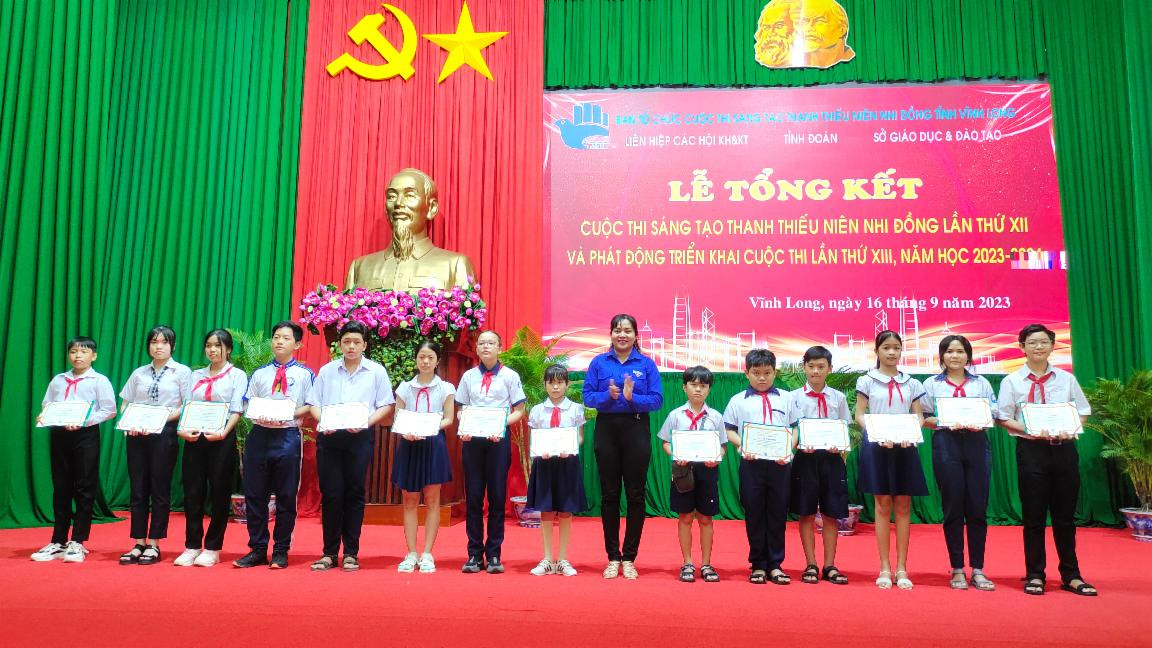 BAN TỔ CHỨC CUỘC THI SÁNG TẠO THANH THIẾU NIÊN NHI ĐỒNG TỈNH VĨNH LONG
LIÊN HIỆP CÁC HỘI KH&KT TỈNH ĐOÀN SỞ GIÁO DỤC & ĐÀO TẠO
LỄ TỔNG KẾT
CUỘC THI SÁNG TẠO THANH THIẾU NIÊN NHI ĐỒNG LẦN THỨ XII
VÀ PHÁT ĐỘNG TRIỂN KHAI CUỘC THI LẦN THỨ XIII, NĂM HỌC 2023-
Vĩnh Long, ngày 16 tháng 9 năm 2023